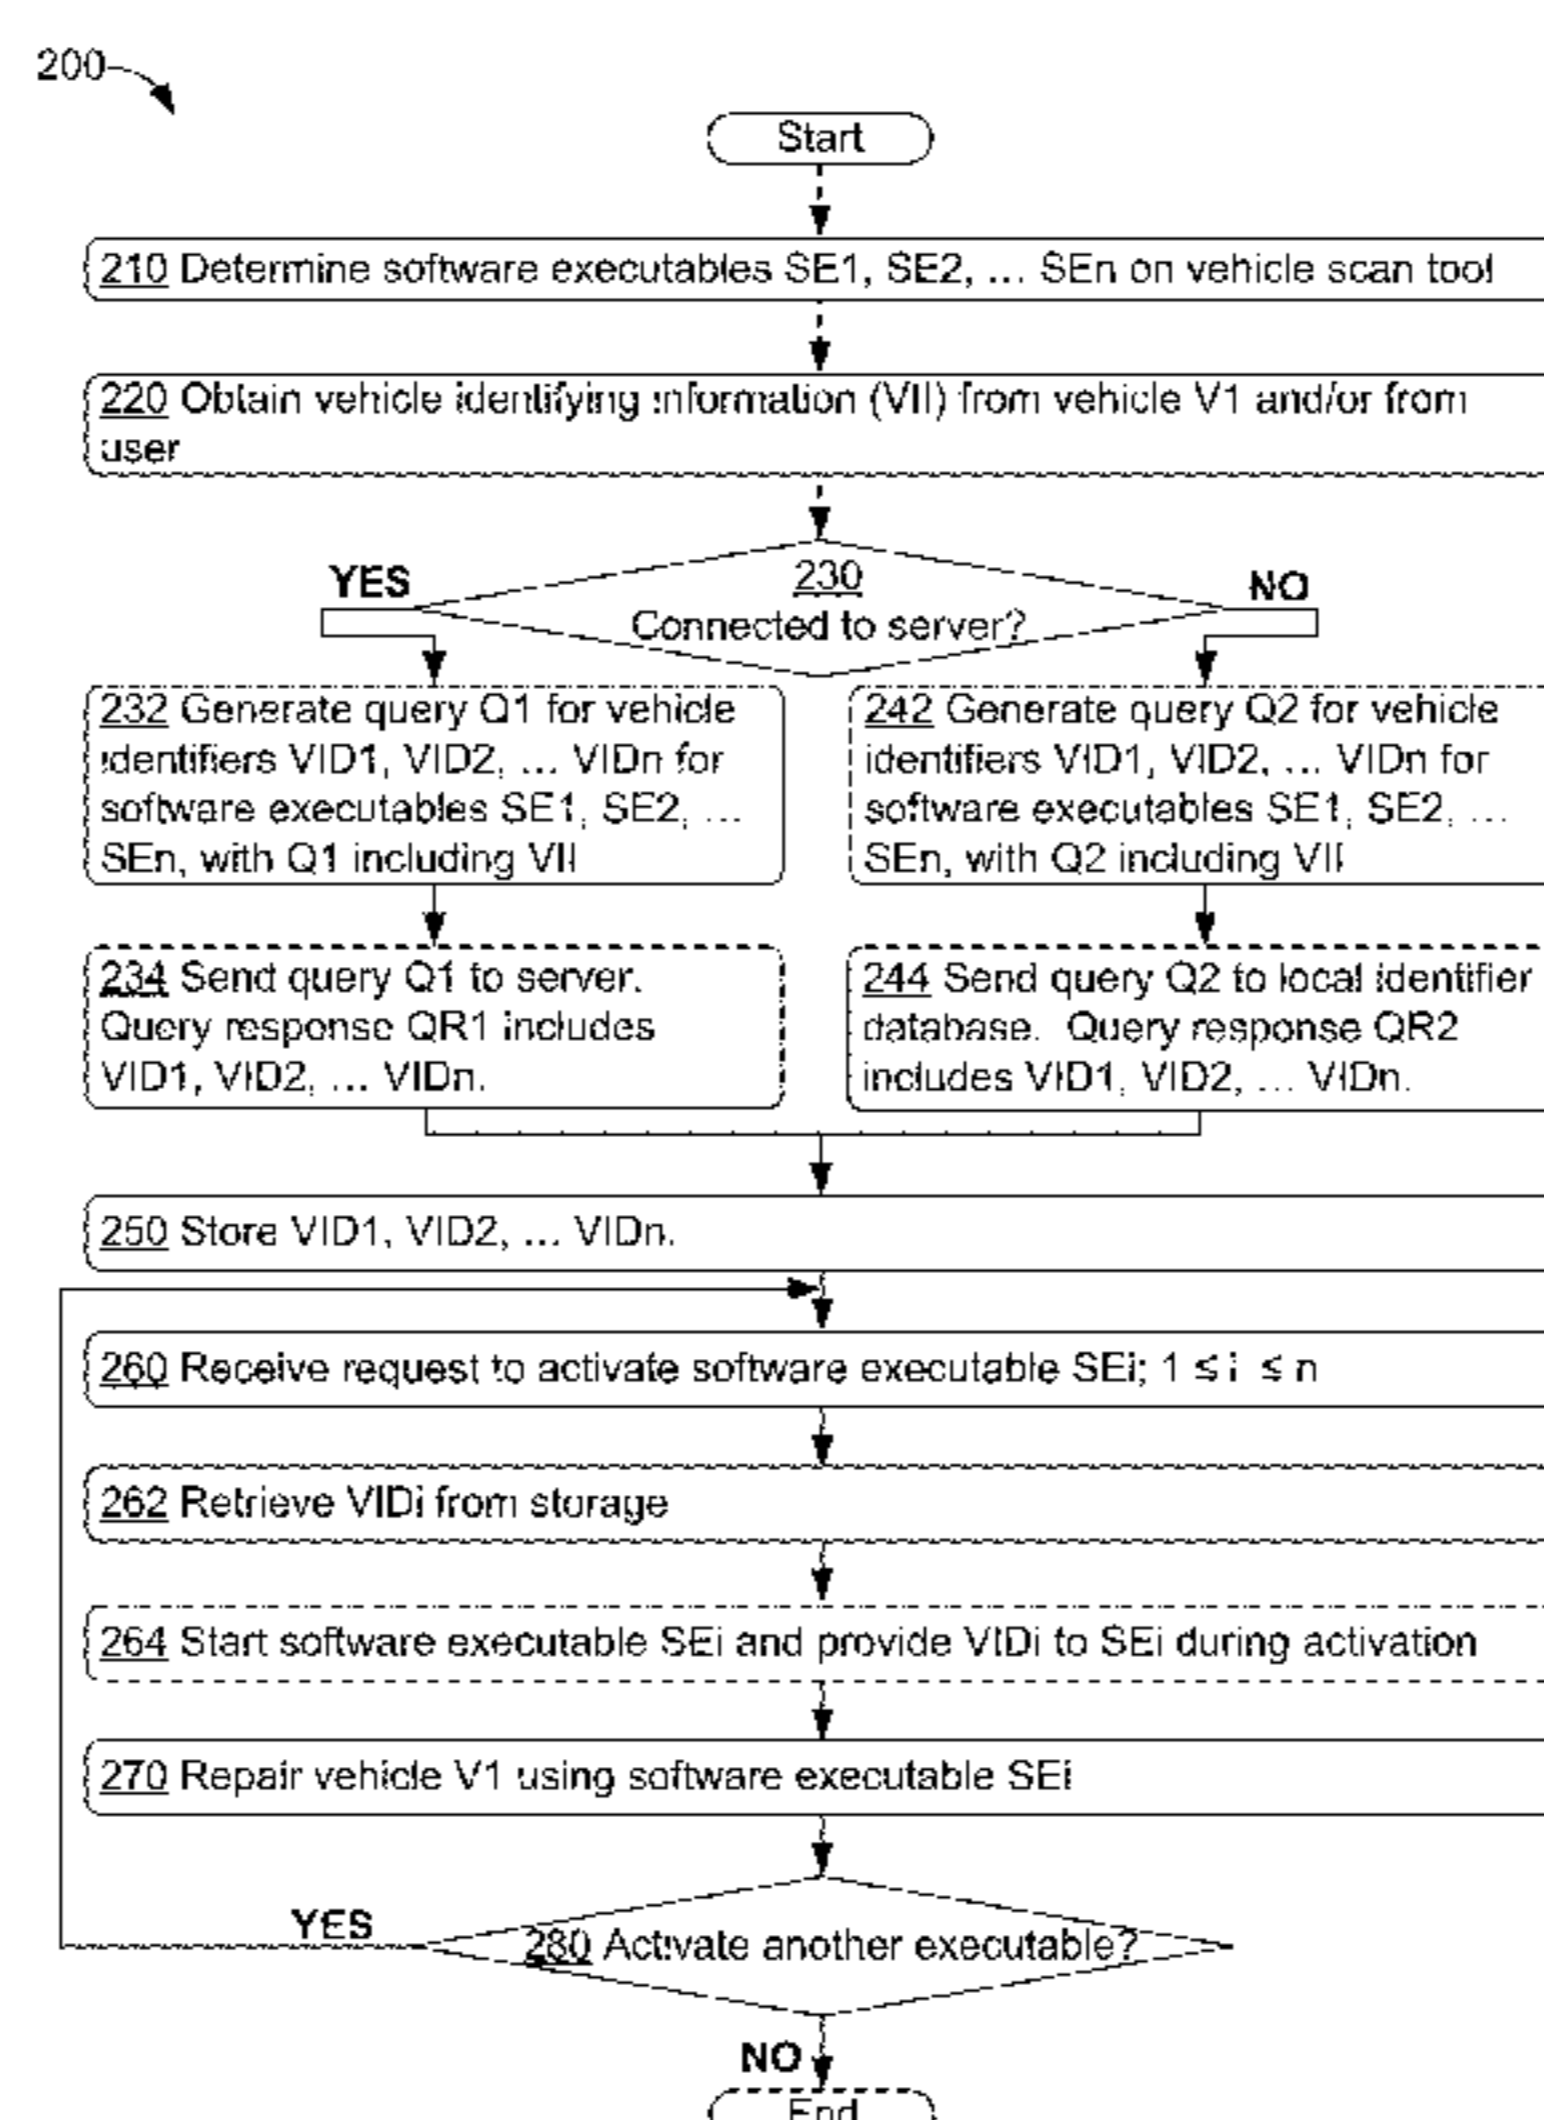 200
Start
210 Determine software executables SE1, SE2, ... SEn on vehicle scan tool
220 Obtain vehicle identifying information (VII) from vehicle V1 and/or from
user
230
YES
NO
Connected to server?
232 Generate query Q1 for vehicle
identifiers VID1, VID2, ... VIDn for
software executables SE1, SE2, ...
SEn, with Q1 including VII
242 Generate query Q2 for vehicle
identifiers VID1, VID2, ... VIDn for
software executables SE1, SE2, ...
SEn, with Q2 including VII
234 Send query Q1 to server.
Query response QR1 includes
VID1, VID2, ... VIDn.
244 Send query Q2 to local identifier
database. Query response QR2
includes VID1, VID2, ... VIDn.
250 Store VID1, VID2, ... VIDn.
260 Receive request to activate software executable SEi; 1 ≤ i ≤ n
262 Retrieve VIDi from storage
264 Start software executable SEi and provide VIDi to SEi during activation
270 Repair vehicle V1 using software executable SEi
YES
280 Activate another executable?
NO
End